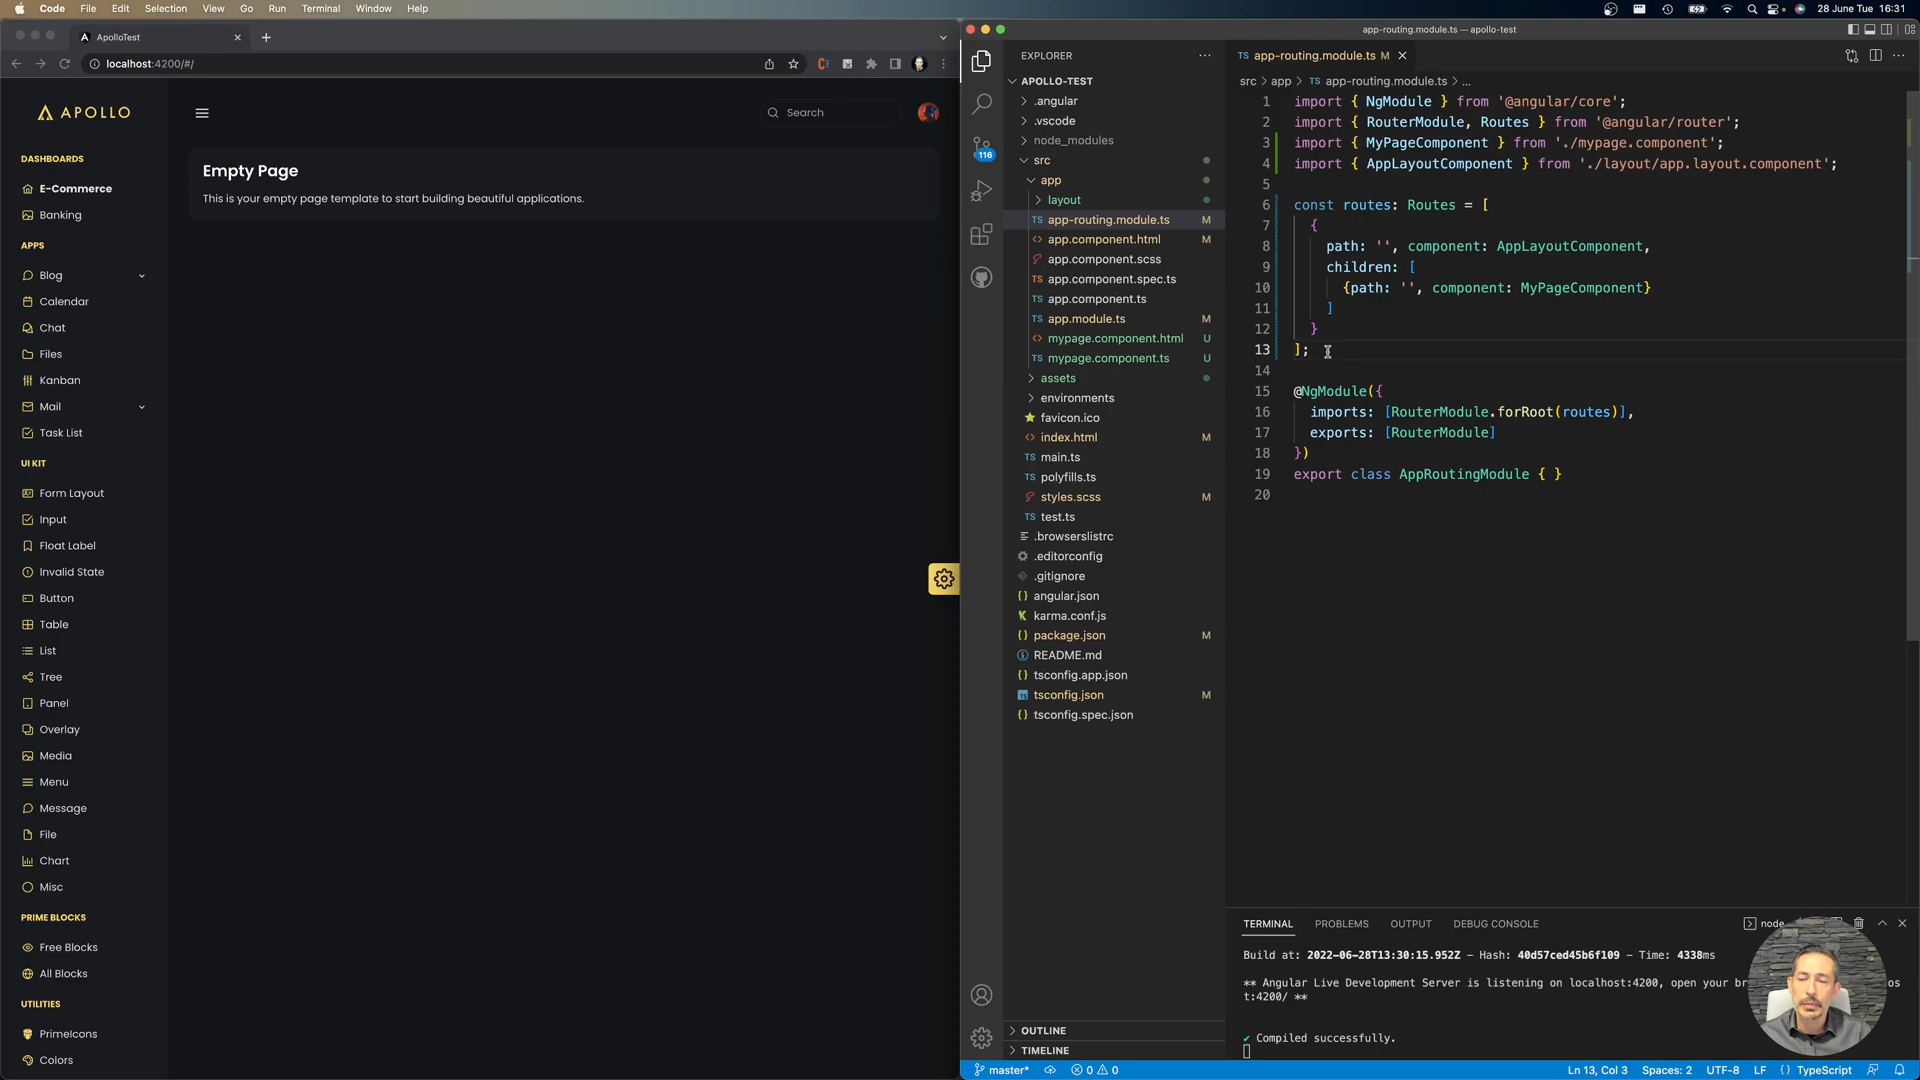 Code File Edit Selection View Go Run Terminal Window Help
28 June Tue 16:31
ApolloTest
localhost:4200/#/
APOLLO
Search
DASHBOARDS
E-Commerce
Banking
APPS
Blog
Calendar
Chat
Files
Kanban
Mail
Task List
UI KIT
Form Layout
Input
Float Label
Invalid State
Button
Table
List
Tree
Panel
Overlay
Media
Menu
Message
File
Chart
Misc
PRIME BLOCKS
Free Blocks
All Blocks
UTILITIES
PrimeIcons
Colors
Empty Page
This is your empty page template to start building beautiful applications.
app-routing.module.ts — apollo-test
EXPLORER
116
APOLLO-TEST
.angular
.vscode
node_modules
src
app
layout
TS app-routing.module.ts M
app.component.html M
app.component.scss
TS app.component.spec.ts
TS app.component.ts
TS app.module.ts M
mypage.component.html U
TS mypage.component.ts U
assets
environments
favicon.ico
index.html M
TS main.ts
TS polyfills.ts
styles.scss M
TS test.ts
.browserslistrc
.editorconfig
.gitignore
angular.json
karma.conf.js
package.json M
README.md
tsconfig.app.json
tsconfig.json M
tsconfig.spec.json
OUTLINE
TIMELINE
TS app-routing.module.ts M
src > app > TS app-routing.module.ts > ...
1 import { NgModule } from '@angular/core';
2 import { RouterModule, Routes } from '@angular/router';
3 import { MyPageComponent } from './mypage.component';
4 import { AppLayoutComponent } from './layout/app.layout.component';
5
6 const routes: Routes = [
7 {
8 path: '', component: AppLayoutComponent,
9 children: [
10 {path: '', component: MyPageComponent}
11 ]
12 }
13 ];
14
15 @NgModule({
16 imports: [RouterModule.forRoot(routes)],
17 exports: [RouterModule]
18 })
19 export class AppRoutingModule { }
20
TERMINAL PROBLEMS OUTPUT DEBUG CONSOLE
node
Build at: 2022-06-28T13:30:15.952Z - Hash: 40d57ced45b6f109 - Time: 4338ms
** Angular Live Development Server is listening on localhost:4200, open your br os
t:4200/ **
✔ Compiled successfully.
master* 0 0
Ln 13, Col 3 Spaces: 2 UTF-8 LF {} TypeScript